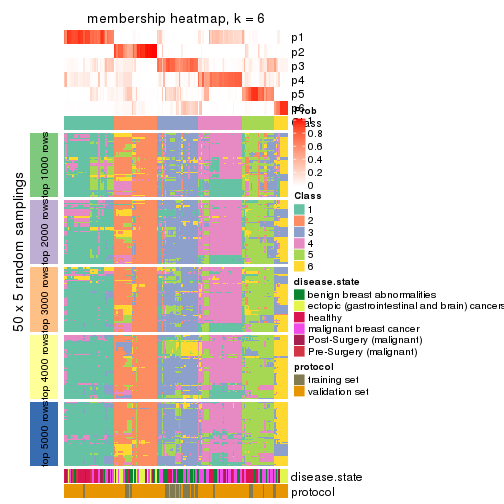 membership heatmap, k = 6
p1
p2
p3
p4
p5
p6
Prob
0.8
0.6
0.4
0.2
0
Class
1
2
3
4
5
6
disease.state
benign breast abnormalities
ectopic (gastrointestinal and brain) cancers
healthy
malignant breast cancer
Post-Surgery (malignant)
Pre-Surgery (malignant)
protocol
training set
validation set
50 x 5 random samplings
top 1000 rows
top 2000 rows
top 3000 rows
top 4000 rows
top 5000 rows
disease.state
protocol